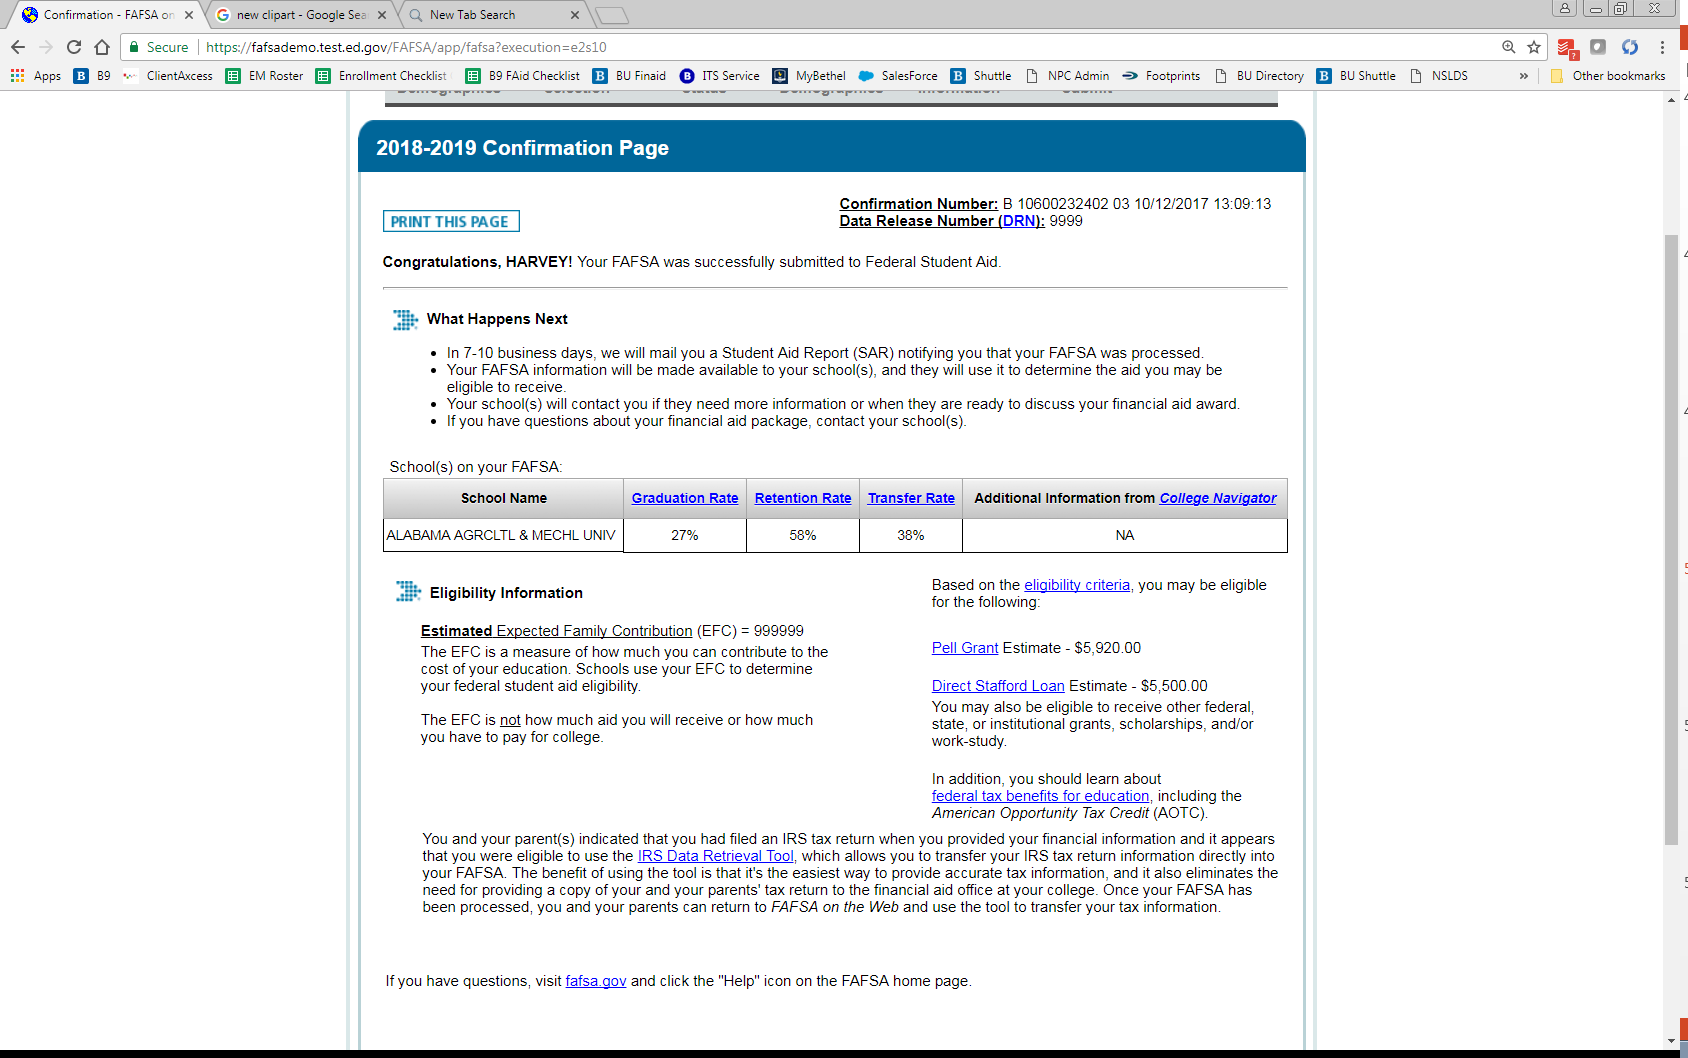 Confirmation - FAFSA on
new clipart - Google Sea
New Tab Search
Secure
https://fafsademo.test.ed.gov/FAFSA/app/fafsa?execution=e2s10
Apps B9 ClientAxcess EM Roster Enrollment Checklist B9 FAid Checklist BU Finaid ITS Service MyBethel SalesForce Shuttle NPC Admin Footprints BU Directory BU Shuttle NSLDS » Other bookmarks
Demographics Selection Status Demographics Information Submit
2018-2019 Confirmation Page
PRINT THIS PAGE
Confirmation Number: B 10600232402 03 10/12/2017 13:09:13
Data Release Number (DRN): 9999
Congratulations, HARVEY! Your FAFSA was successfully submitted to Federal Student Aid.
What Happens Next
• In 7-10 business days, we will mail you a Student Aid Report (SAR) notifying you that your FAFSA was processed.
• Your FAFSA information will be made available to your school(s), and they will use it to determine the aid you may be
eligible to receive.
• Your school(s) will contact you if they need more information or when they are ready to discuss your financial aid award.
• If you have questions about your financial aid package, contact your school(s).
School(s) on your FAFSA:
School Name Graduation Rate Retention Rate Transfer Rate Additional Information from College Navigator
ALABAMA AGRCLTL & MECHL UNIV 27% 58% 38% NA
Eligibility Information
Estimated Expected Family Contribution (EFC) = 999999
The EFC is a measure of how much you can contribute to the
cost of your education. Schools use your EFC to determine
your federal student aid eligibility.
The EFC is not how much aid you will receive or how much
you have to pay for college.
Based on the eligibility criteria, you may be eligible
for the following:
Pell Grant Estimate - $5,920.00
Direct Stafford Loan Estimate - $5,500.00
You may also be eligible to receive other federal,
state, or institutional grants, scholarships, and/or
work-study.
In addition, you should learn about
federal tax benefits for education, including the
American Opportunity Tax Credit (AOTC).
You and your parent(s) indicated that you had filed an IRS tax return when you provided your financial information and it appears
that you were eligible to use the IRS Data Retrieval Tool, which allows you to transfer your IRS tax return information directly into
your FAFSA. The benefit of using the tool is that it's the easiest way to provide accurate tax information, and it also eliminates the
need for providing a copy of your and your parents' tax return to the financial aid office at your college. Once your FAFSA has
been processed, you and your parents can return to FAFSA on the Web and use the tool to transfer your tax information.
If you have questions, visit fafsa.gov and click the "Help" icon on the FAFSA home page.